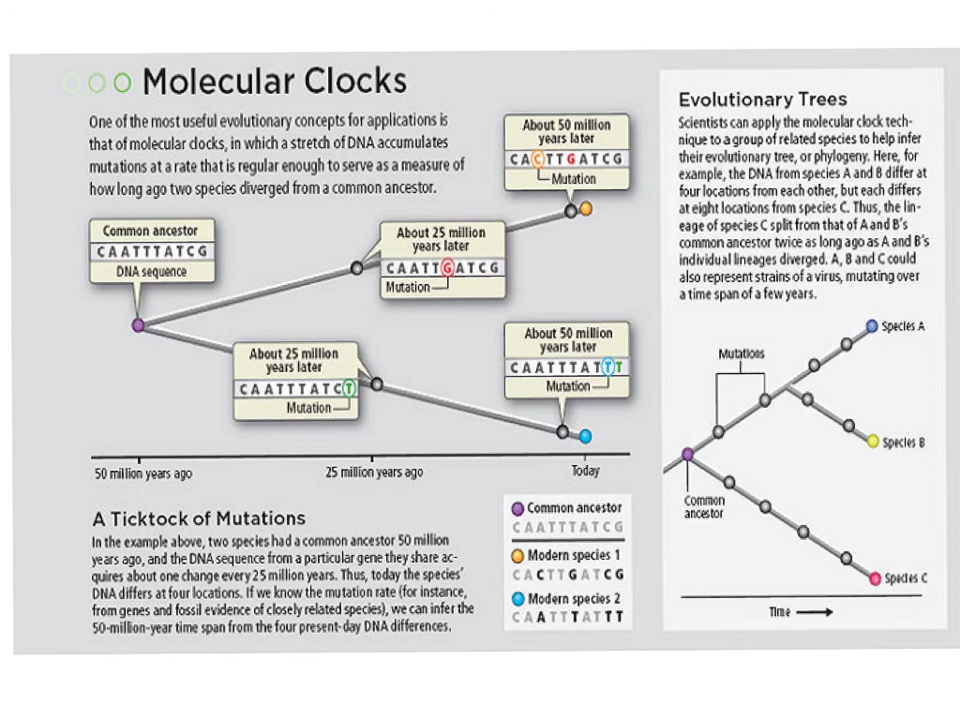 Molecular Clocks
One of the most useful evolutionary concepts for applications is
that of molecular clocks, in which a stretch of DNA accumulates
mutations at a rate that is regular enough to serve as a measure of
how long ago two species diverged from a common ancestor.
Common ancestor
CAATTTATCG
DNA sequence
About 25 million
years later
CAATTGATCG
Mutation
About 50 million
years later
CACTTGATCG
Mutation
About 25 million
years later
CAATTTATCT
Mutation
About 50 million
years later
CAATTTATTT
Mutation
50 million years ago
25 million years ago
Today
A Ticktock of Mutations
In the example above, two species had a common ancestor 50 million
years ago, and the DNA sequence from a particular gene they share ac-
quires about one change every 25 million years. Thus, today the species'
DNA differs at four locations. If we know the mutation rate (for instance,
from genes and fossil evidence of closely related species), we can infer the
50-million-year time span from the four present-day DNA differences.
Common ancestor
CAATTTATCG
Modern species 1
CACTTGATCG
Modern species 2
CAATTTATTT
Evolutionary Trees
Scientists can apply the molecular clock tech-
nique to a group of related species to help infer
their evolutionary tree, or phylogeny. Here, for
example, the DNA from species A and B differ at
four locations from each other, but each differs
at eight locations from species C. Thus, the lin-
eage of species C split from that of A and B's
common ancestor twice as long ago as A and B's
individual lineages diverged. A, B and C could
also represent strains of a virus, mutating over
a time span of a few years.
Species A
Mutations
Species B
Common
ancestor
Species C
Time